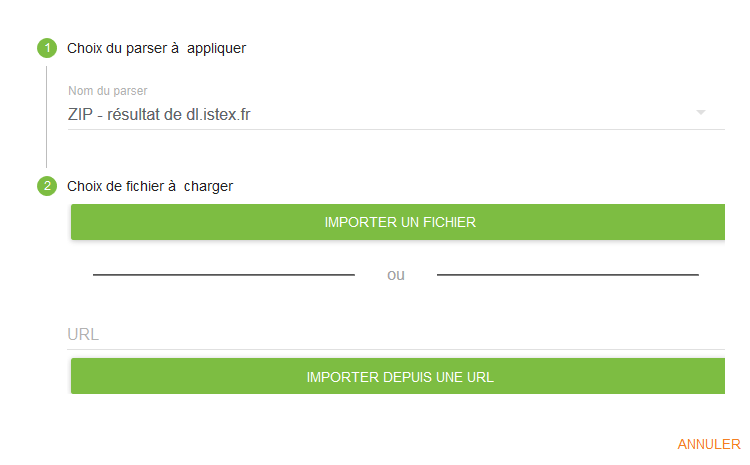 1 Choix du parser à appliquer
Nom du parser
ZIP - résultat de dl.istex.fr
2 Choix de fichier à charger
IMPORTER UN FICHIER
ou
URL
IMPORTER DEPUIS UNE URL
ANNULER